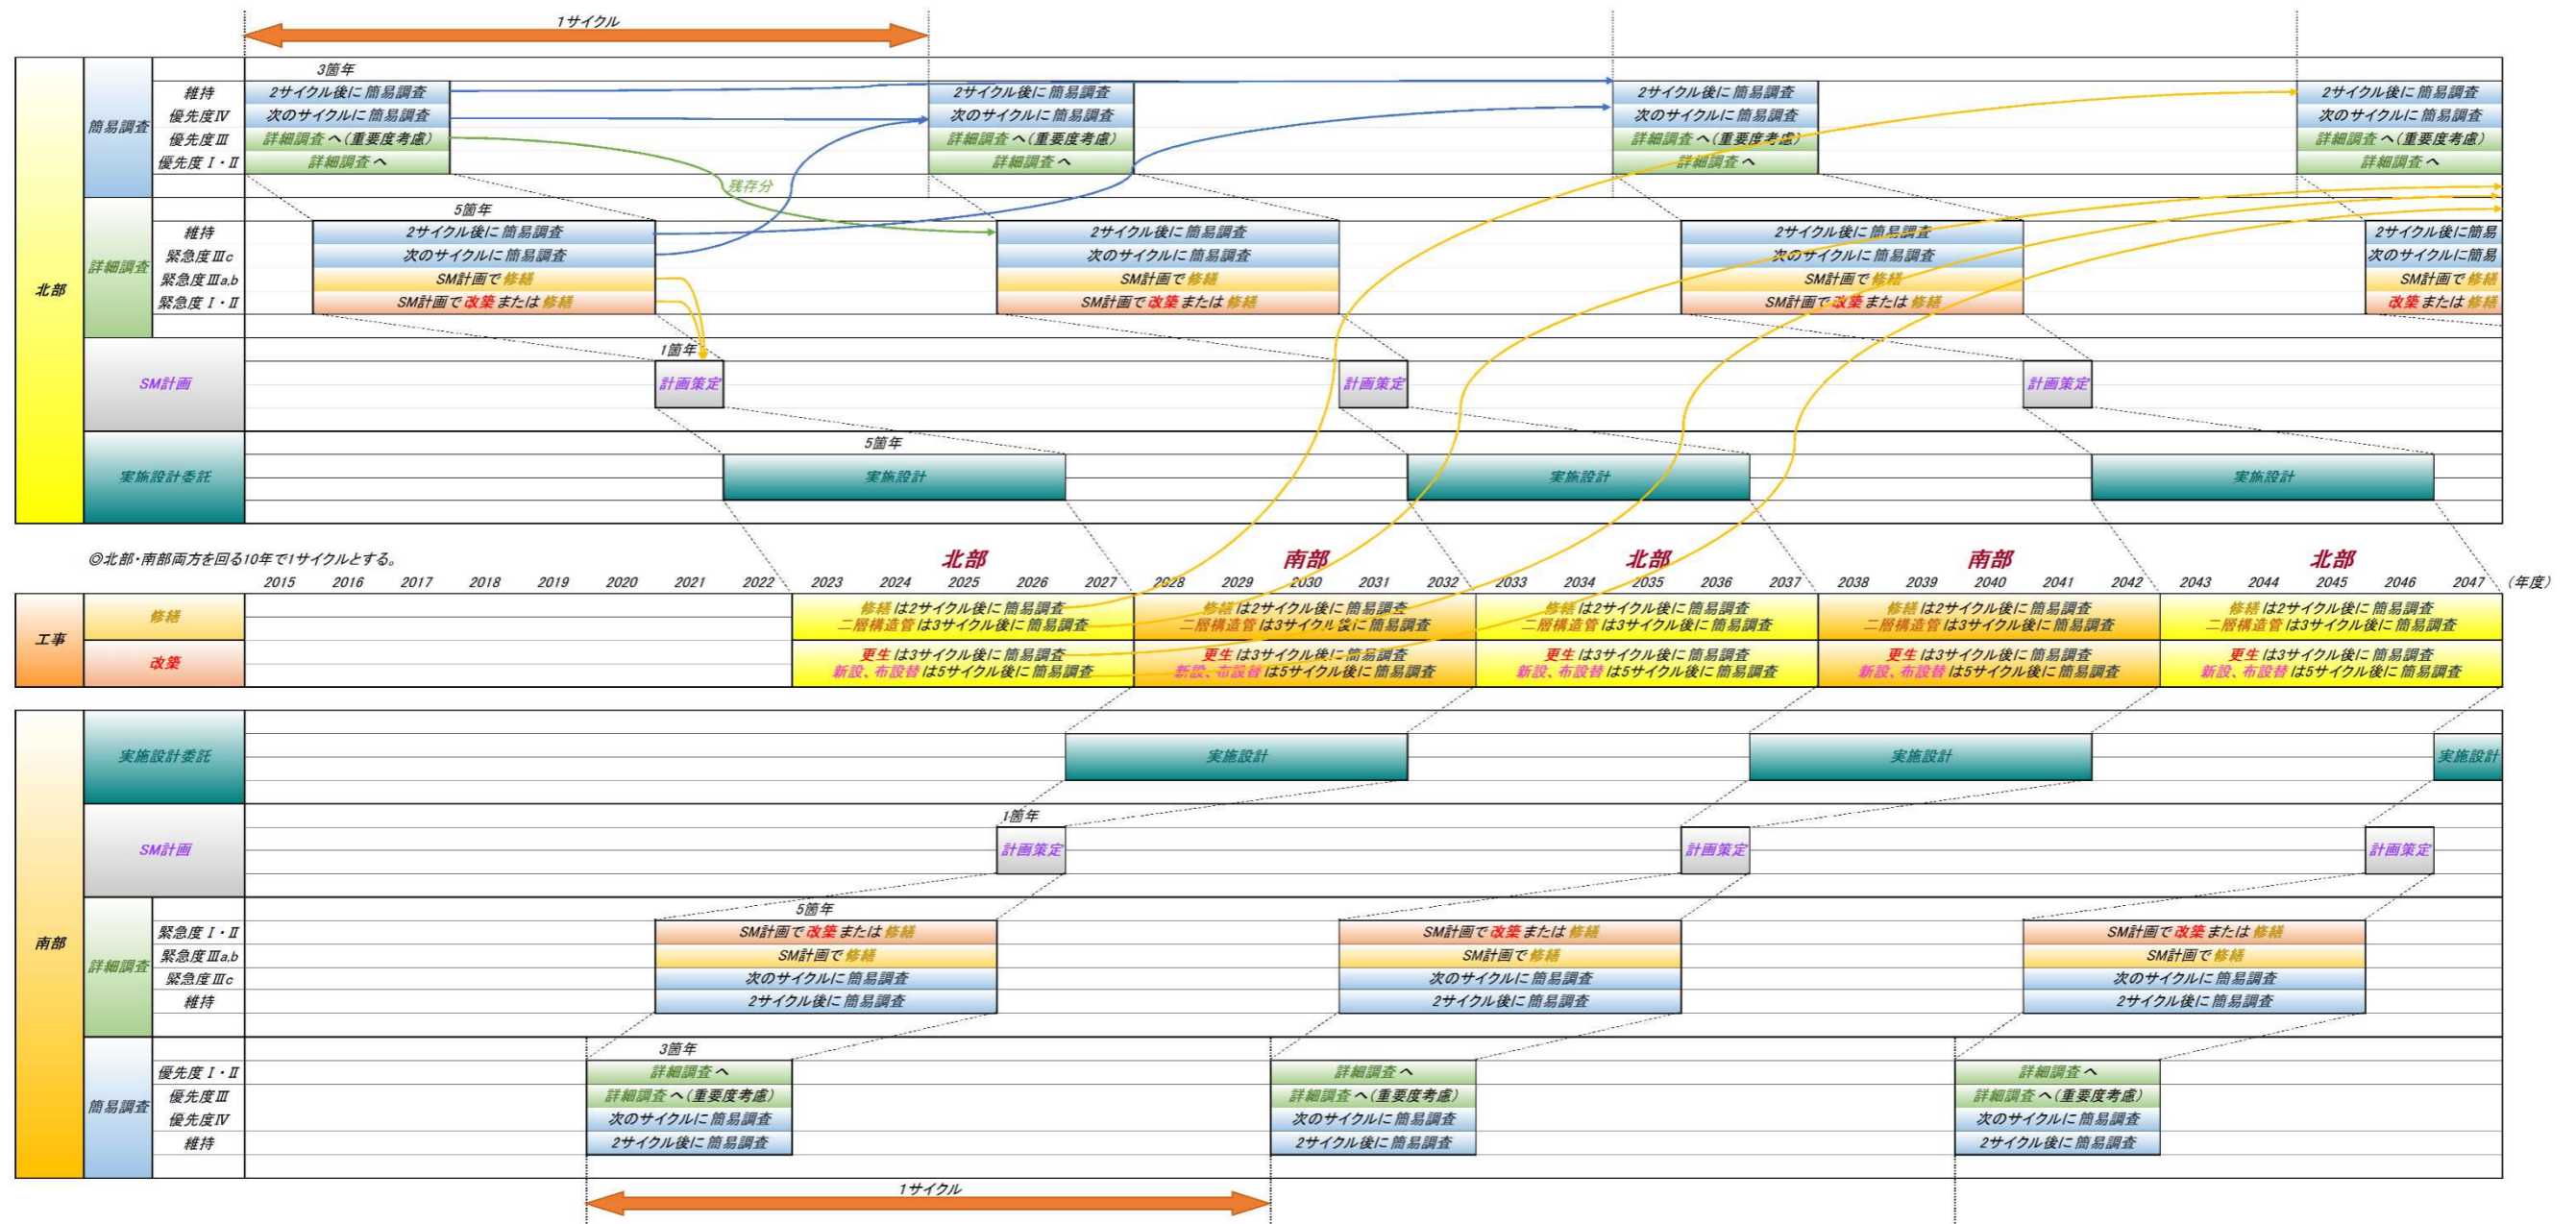 1サイクル
3箇年
北部
簡易調査
維持 2サイクル後に簡易調査 2サイクル後に簡易調査 2サイクル後に簡易調査 2サイクル後に簡易調査
優先度Ⅳ 次のサイクルに簡易調査 次のサイクルに簡易調査 次のサイクルに簡易調査 次のサイクルに簡易調査
優先度Ⅲ 詳細調査へ(重要度考慮) 詳細調査へ(重要度考慮) 詳細調査へ(重要度考慮) 詳細調査へ(重要度考慮)
優先度Ⅰ・Ⅱ 詳細調査へ 詳細調査へ 詳細調査へ 詳細調査へ
残存分
5箇年
詳細調査
維持 2サイクル後に簡易調査 2サイクル後に簡易調査 2サイクル後に簡易調査 2サイクル後に簡易
緊急度Ⅲc 次のサイクルに簡易調査 次のサイクルに簡易調査 次のサイクルに簡易調査 次のサイクルに簡易
緊急度Ⅲa,b SM計画で修繕 SM計画で修繕 SM計画で修繕 SM計画で修繕
緊急度Ⅰ・Ⅱ SM計画で改築または修繕 SM計画で改築または修繕 SM計画で改築または修繕 改築または修繕
1箇年
SM計画 計画策定 計画策定 計画策定
5箇年
実施設計委託 実施設計 実施設計 実施設計
◎北部・南部両方を回る10年で1サイクルとする。
北部 南部 北部 南部 北部
2015 2016 2017 2018 2019 2020 2021 2022 2023 2024 2025 2026 2027 2028 2029 2030 2031 2032 2033 2034 2035 2036 2037 2038 2039 2040 2041 2042 2043 2044 2045 2046 2047 (年度)
工事
修繕
修繕は2サイクル後に簡易調査 修繕は2サイクル後に簡易調査 修繕は2サイクル後に簡易調査 修繕は2サイクル後に簡易調査 修繕は2サイクル後に簡易調査
二層構造管は3サイクル後に簡易調査 二層構造管は3サイクル後に簡易調査 二層構造管は3サイクル後に簡易調査 二層構造管は3サイクル後に簡易調査 二層構造管は3サイクル後に簡易調査
改築
更生は3サイクル後に簡易調査 更生は3サイクル後に簡易調査 更生は3サイクル後に簡易調査 更生は3サイクル後に簡易調査 更生は3サイクル後に簡易調査
新設、布設替は5サイクル後に簡易調査 新設、布設替は5サイクル後に簡易調査 新設、布設替は5サイクル後に簡易調査 新設、布設替は5サイクル後に簡易調査 新設、布設替は5サイクル後に簡易調査
南部
実施設計委託 実施設計 実施設計 実施設計
1箇年
SM計画 計画策定 計画策定 計画策定
5箇年
詳細調査
緊急度Ⅰ・Ⅱ SM計画で改築または修繕 SM計画で改築または修繕 SM計画で改築または修繕
緊急度Ⅲa,b SM計画で修繕 SM計画で修繕 SM計画で修繕
緊急度Ⅲc 次のサイクルに簡易調査 次のサイクルに簡易調査 次のサイクルに簡易調査
維持 2サイクル後に簡易調査 2サイクル後に簡易調査 2サイクル後に簡易調査
3箇年
簡易調査
優先度Ⅰ・Ⅱ 詳細調査へ 詳細調査へ 詳細調査へ
優先度Ⅲ 詳細調査へ(重要度考慮) 詳細調査へ(重要度考慮) 詳細調査へ(重要度考慮)
優先度Ⅳ 次のサイクルに簡易調査 次のサイクルに簡易調査 次のサイクルに簡易調査
維持 2サイクル後に簡易調査 2サイクル後に簡易調査 2サイクル後に簡易調査
1サイクル